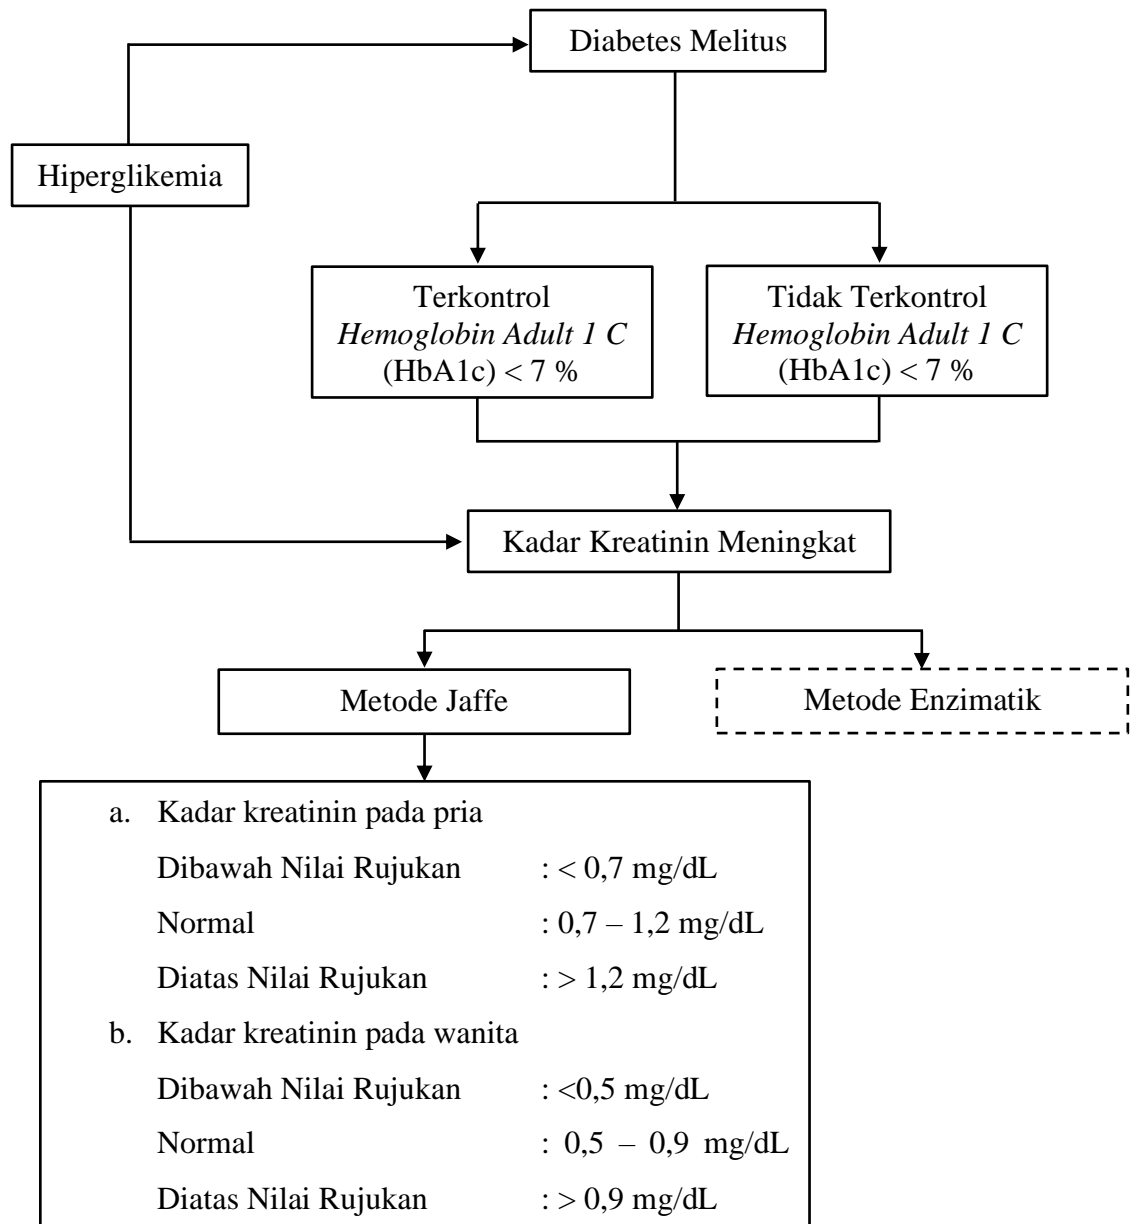 Diabetes Melitus
Hiperglikemia
Terkontrol
Hemoglobin Adult 1 C
(HbA1c) < 7 %
Tidak Terkontrol
Hemoglobin Adult 1 C
(HbA1c) < 7 %
Kadar Kreatinin Meningkat
Metode Jaffe
Metode Enzimatik
a. Kadar kreatinin pada pria
Dibawah Nilai Rujukan : < 0,7 mg/dL
Normal : 0,7 – 1,2 mg/dL
Diatas Nilai Rujukan : > 1,2 mg/dL
b. Kadar kreatinin pada wanita
Dibawah Nilai Rujukan : <0,5 mg/dL
Normal : 0,5 – 0,9 mg/dL
Diatas Nilai Rujukan : > 0,9 mg/dL